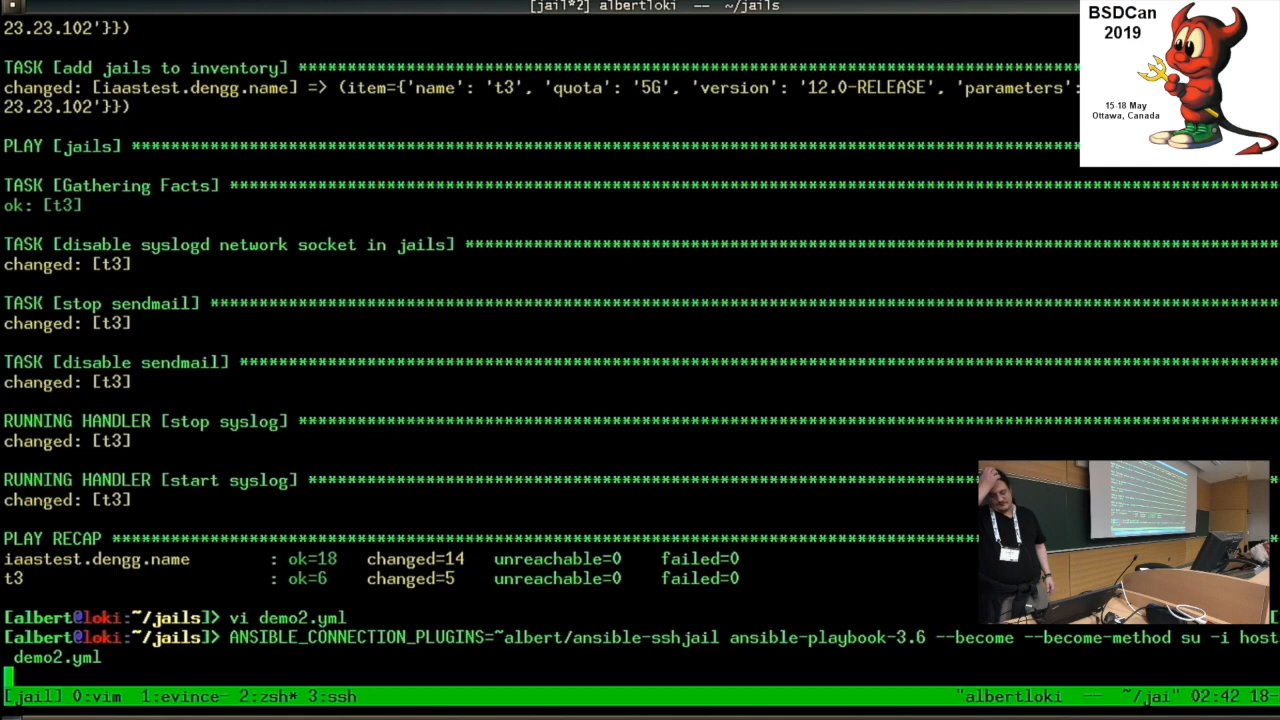 [jail*2] albertloki -- ~/jails
23.23.102'}})
TASK [add jails to inventory] ********************************************************************************
changed: [iaastest.dengg.name] => (item={'name': 't3', 'quota': '5G', 'version': '12.0-RELEASE', 'parameters':
23.23.102'}})
PLAY [jails] *************************************************************************************************
TASK [Gathering Facts] ***********************************************************************************************************
ok: [t3]
TASK [disable syslogd network socket in jails] ***********************************************************************************
changed: [t3]
TASK [stop sendmail] *************************************************************************************************************
changed: [t3]
TASK [disable sendmail] **********************************************************************************************************
changed: [t3]
RUNNING HANDLER [stop syslog] ****************************************************************************************************
changed: [t3]
RUNNING HANDLER [start syslog] *********************************************************************
changed: [t3]
PLAY RECAP *****************************************************************************************
iaastest.dengg.name : ok=18 changed=14 unreachable=0 failed=0
t3 : ok=6 changed=5 unreachable=0 failed=0
[albert@loki:~/jails]> vi demo2.yml
[albert@loki:~/jails]> ANSIBLE_CONNECTION_PLUGINS=~albert/ansible-sshjail ansible-playbook-3.6 --become --become-method su -i host
demo2.yml
[jail] 0:vim 1:evince- 2:zsh* 3:ssh "albertloki -- ~/jai" 02:42 18-
BSDCan
2019
15-18 May
Ottawa, Canada